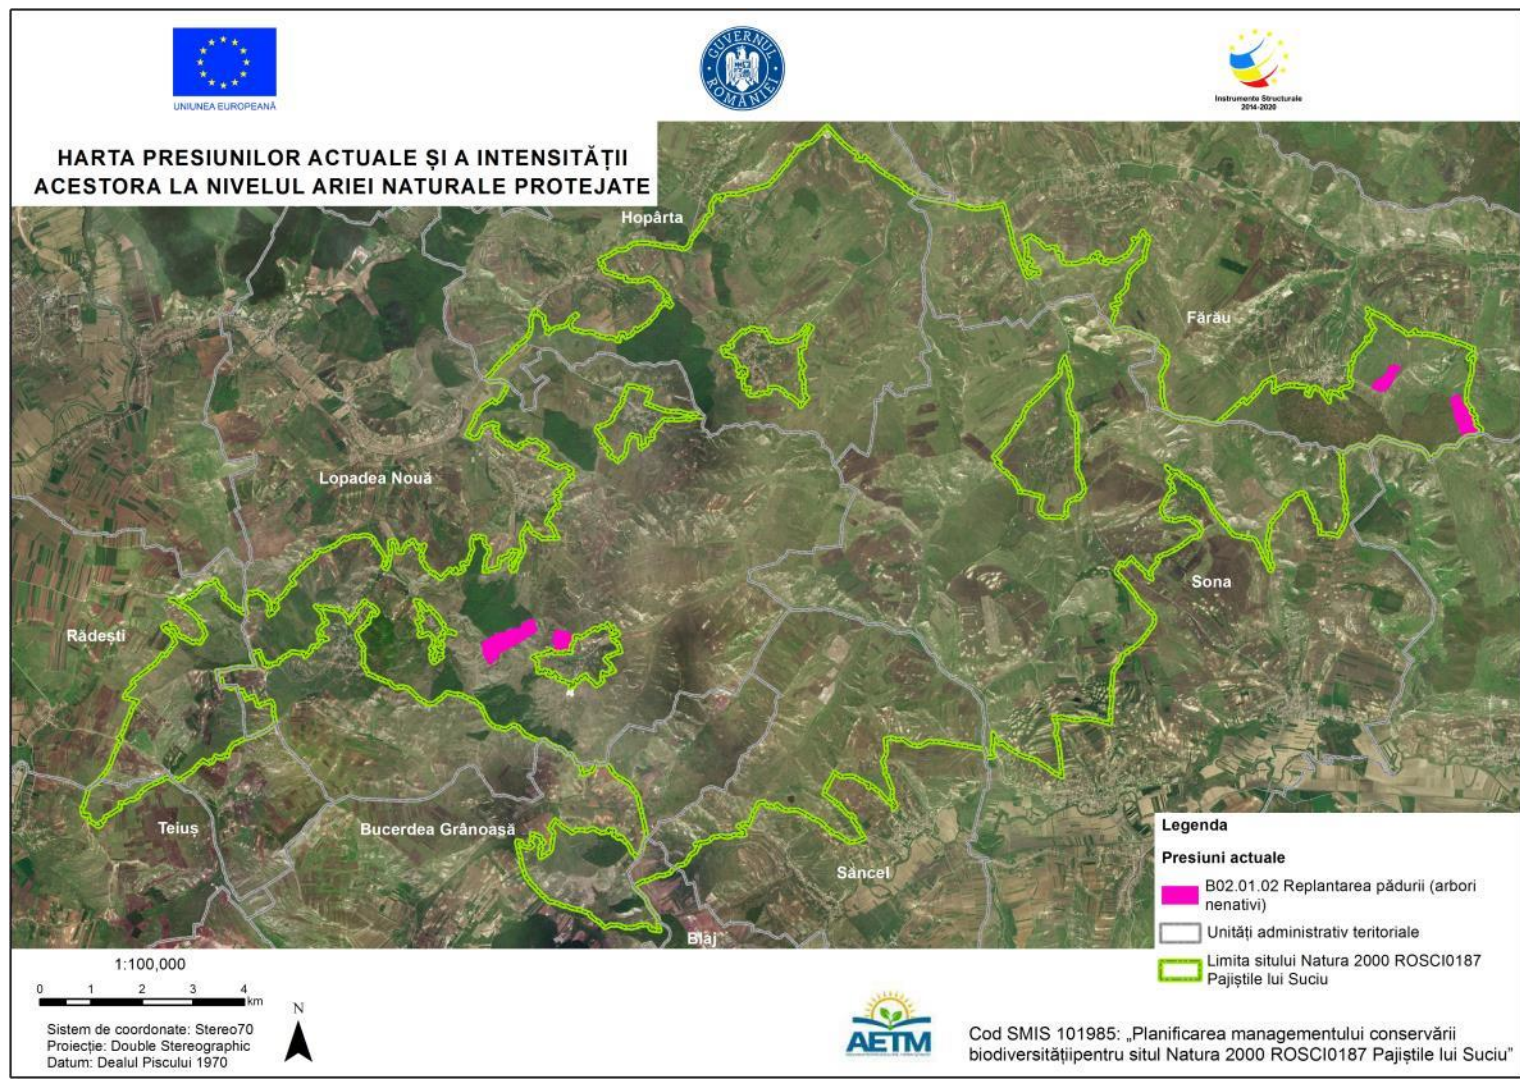 UNIUNEA EUROPEANĂ
GUVERNUL ROMÂNIEI
Instrumente Structurale
2014-2020
HARTA PRESIUNILOR ACTUALE ȘI A INTENSITĂȚII
ACESTORA LA NIVELUL ARIEI NATURALE PROTEJATE
Hopârta
Fărău
Lopadea Nouă
Sona
Rădești
Teiuș
Bucerdea Grânoașă
Sâncel
Blaj
Legenda
Presiuni actuale
B02.01.02 Replantarea pădurii (arbori
nenativi)
Unități administrativ teritoriale
Limita sitului Natura 2000 ROSCI0187
Pajiștile lui Suciu
1:100,000
0 1 2 3 4
km
N
Sistem de coordonate: Stereo70
Proiecție: Double Stereographic
Datum: Dealul Piscului 1970
AETM
Cod SMIS 101985: „Planificarea managementului conservării
biodiversitățiipentru situl Natura 2000 ROSCI0187 Pajiștile lui Suciu”